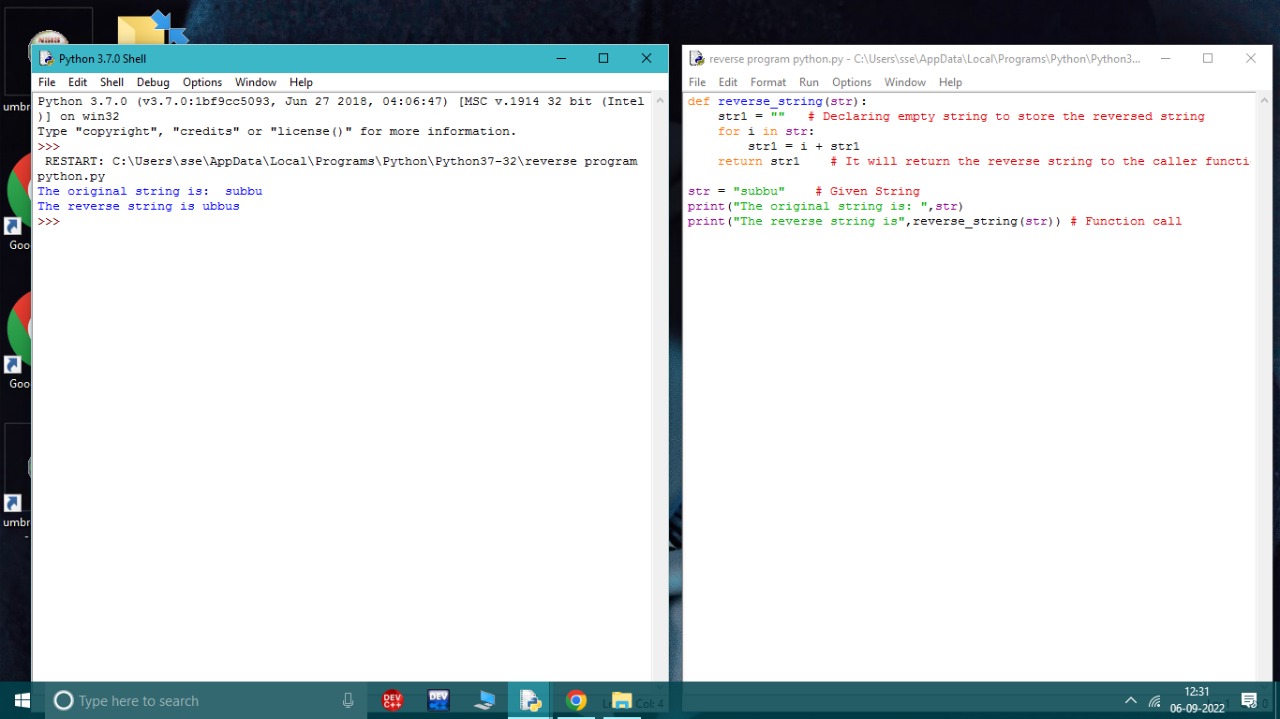 Python 3.7.0 Shell
File Edit Shell Debug Options Window Help
Python 3.7.0 (v3.7.0:1bf9cc5093, Jun 27 2018, 04:06:47) [MSC v.1914 32 bit (Intel
)] on win32
Type "copyright", "credits" or "license()" for more information.
>>>
RESTART: C:\Users\sse\AppData\Local\Programs\Python\Python37-32\reverse program
python.py
The original string is:  subbu
The reverse string is ubbus
>>>
reverse program python.py - C:\Users\sse\AppData\Local\Programs\Python\Python3...
File Edit Format Run Options Window Help
def reverse_string(str):
    str1 = ""   # Declaring empty string to store the reversed string
    for i in str:
        str1 = i + str1
    return str1    # It will return the reverse string to the caller functi
str = "subbu"    # Given String
print("The original string is: ",str)
print("The reverse string is",reverse_string(str)) # Function call
umb
Goo
Goo
umb
Type here to search
DEV C++
DEV
Col: 4
12:31
06-09-2022